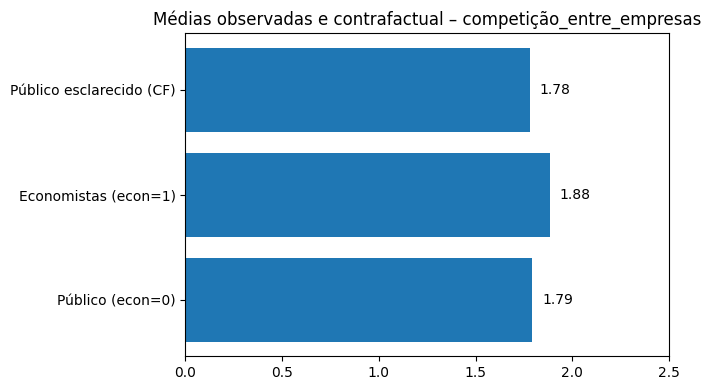 Médias observadas e contrafactual – competição_entre_empresas
Público esclarecido (CF)
1.78
Economistas (econ=1)
1.88
Público (econ=0)
1.79
0.0 0.5 1.0 1.5 2.0 2.5